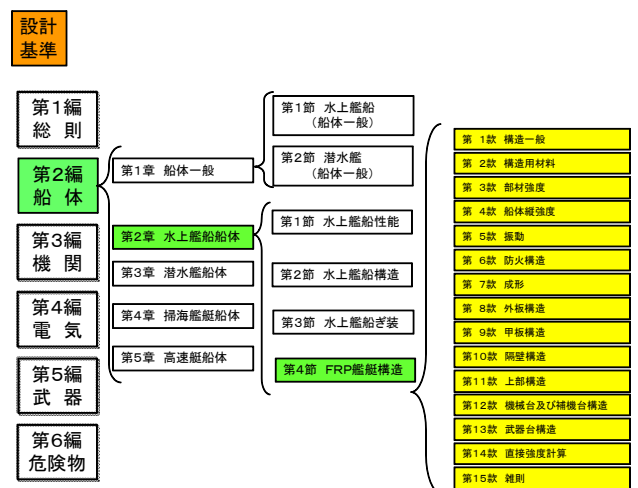 設計
基準
第1編
総 則
第2編
船 体
第3編
機 関
第4編
電 気
第5編
武 器
第6編
危険物
第1章 船体一般
第2章 水上艦船船体
第3章 潜水艦船体
第4章 掃海艦艇船体
第5章 高速艇船体
第1節 水上艦船
(船体一般)
第2節 潜水艦
(船体一般)
第1節 水上艦船性能
第2節 水上艦船構造
第3節 水上艦船ぎ装
第4節 FRP艦艇構造
第 1款 構造一般
第 2款 構造用材料
第 3款 部材強度
第 4款 船体縦強度
第 5款 振動
第 6款 防火構造
第 7款 成形
第 8款 外板構造
第 9款 甲板構造
第10款 隔壁構造
第11款 上部構造
第12款 機械台及び補機台構造
第13款 武器台構造
第14款 直接強度計算
第15款 雑則